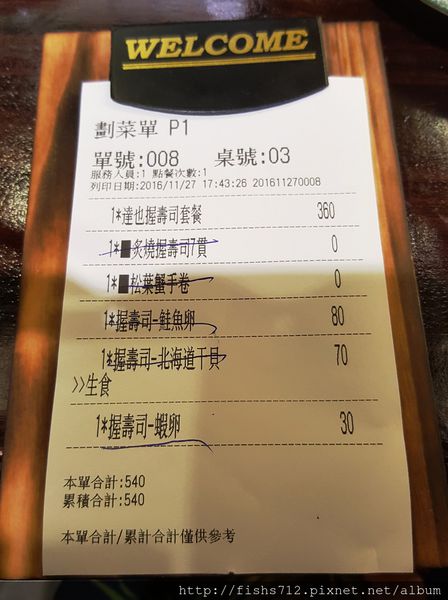 WELCOME
劃菜單 P1
單號:008 桌號:03
服務人員:1 點餐次數:1
列印日期:2016/11/27 17:43:26 201611270008
1*達也握壽司套餐 360
1*■炙燒握壽司7貫 0
1*■松葉蟹手卷 0
1*握壽司-鮭魚卵 80
1*握壽司-北海道干貝 70
>>生食
1*握壽司-蝦卵 30
本單合計:540
累積合計:540
本單合計/累計合計僅供參考
http://fishs712.pixnet.net/album